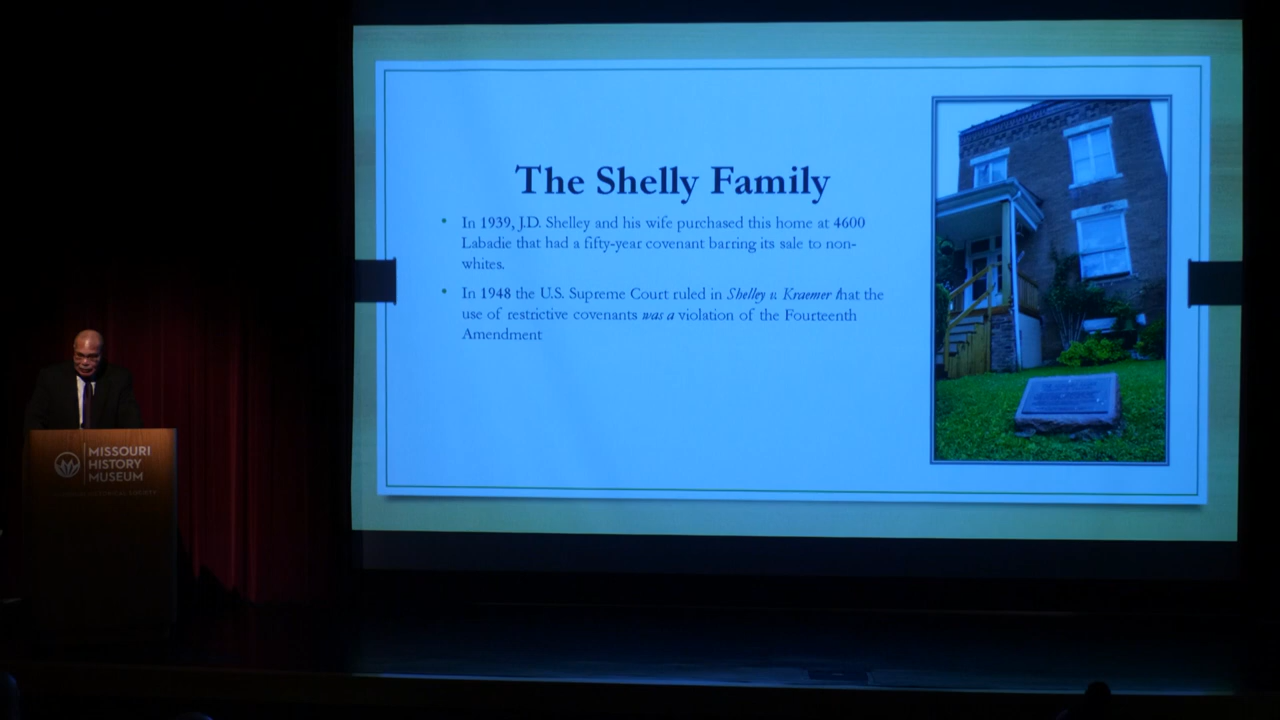 The Shelly Family
• In 1939, J.D. Shelley and his wife purchased this home at 4600
Labadie that had a fifty-year covenant barring its sale to non-
whites.
• In 1948 the U.S. Supreme Court ruled in Shelley v. Kraemer that the
use of restrictive covenants was a violation of the Fourteenth
Amendment
MISSOURI
HISTORY
MUSEUM